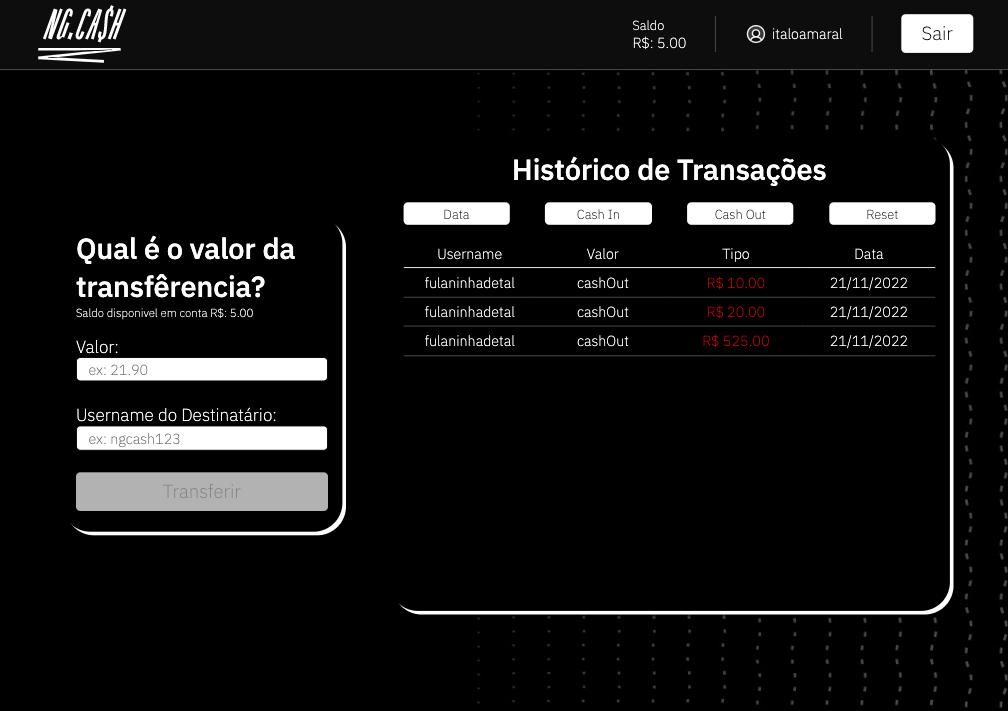 NG.CA$H
Saldo
R$: 5.00
italoamaral
Sair
Qual é o valor da
transfêrencia?
Saldo disponivel em conta R$: 5.00
Valor:
ex: 21.90
Username do Destinatário:
ex: ngcash123
Transferir
Histórico de Transações
Data Cash In Cash Out Reset
Username Valor Tipo Data
fulaninhadetal cashOut R$ 10.00 21/11/2022
fulaninhadetal cashOut R$ 20.00 21/11/2022
fulaninhadetal cashOut R$ 525.00 21/11/2022